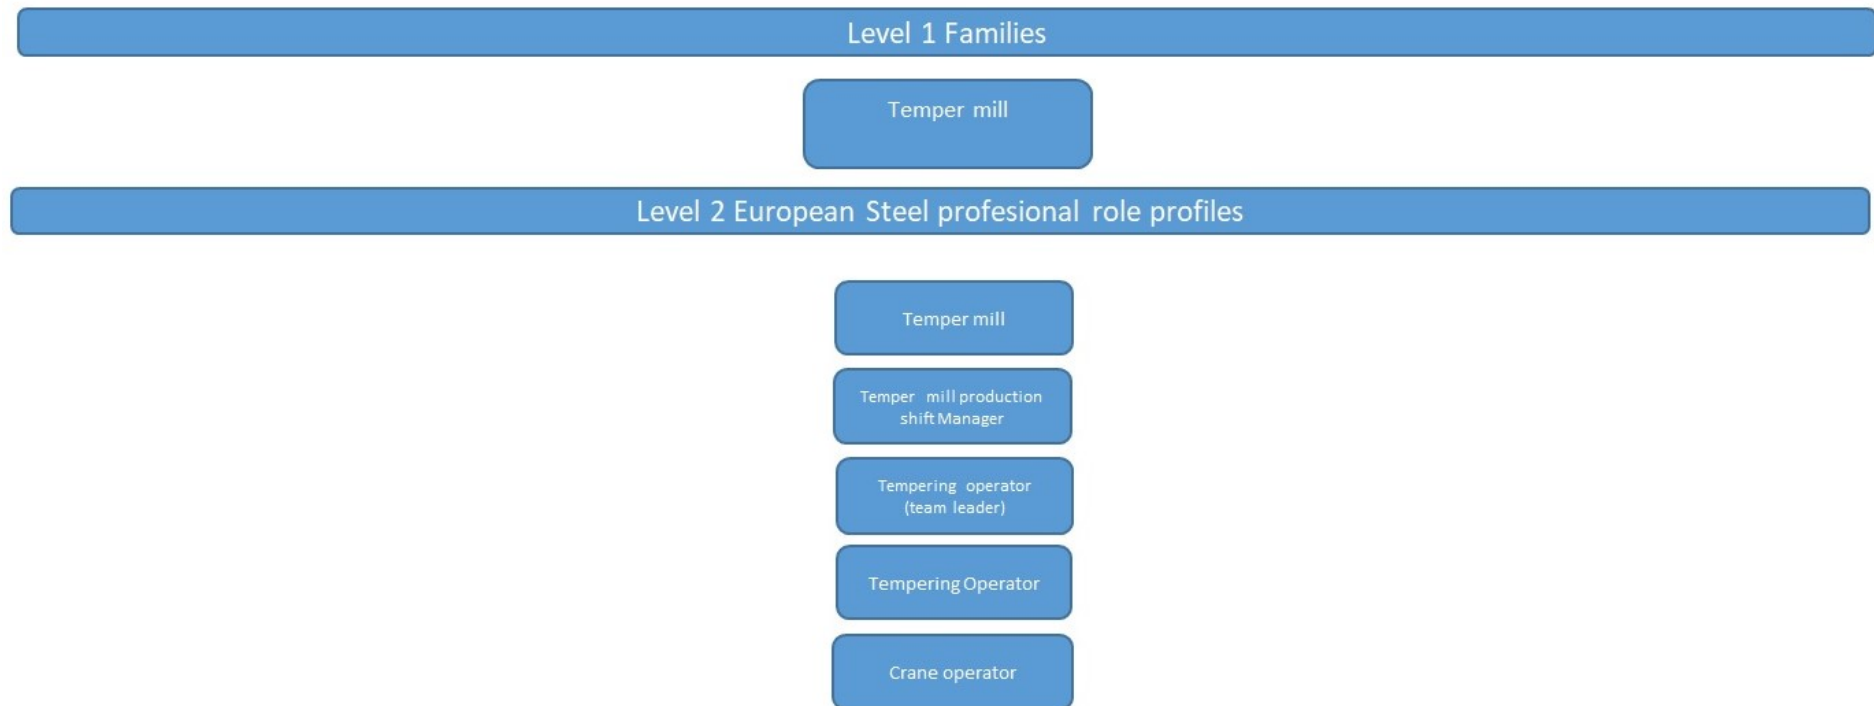 Level 1 Families
Temper mill
Level 2 European Steel profesional role profiles
Temper mill
Temper mill production
shift Manager
Tempering operator
(team leader)
Tempering Operator
Crane operator